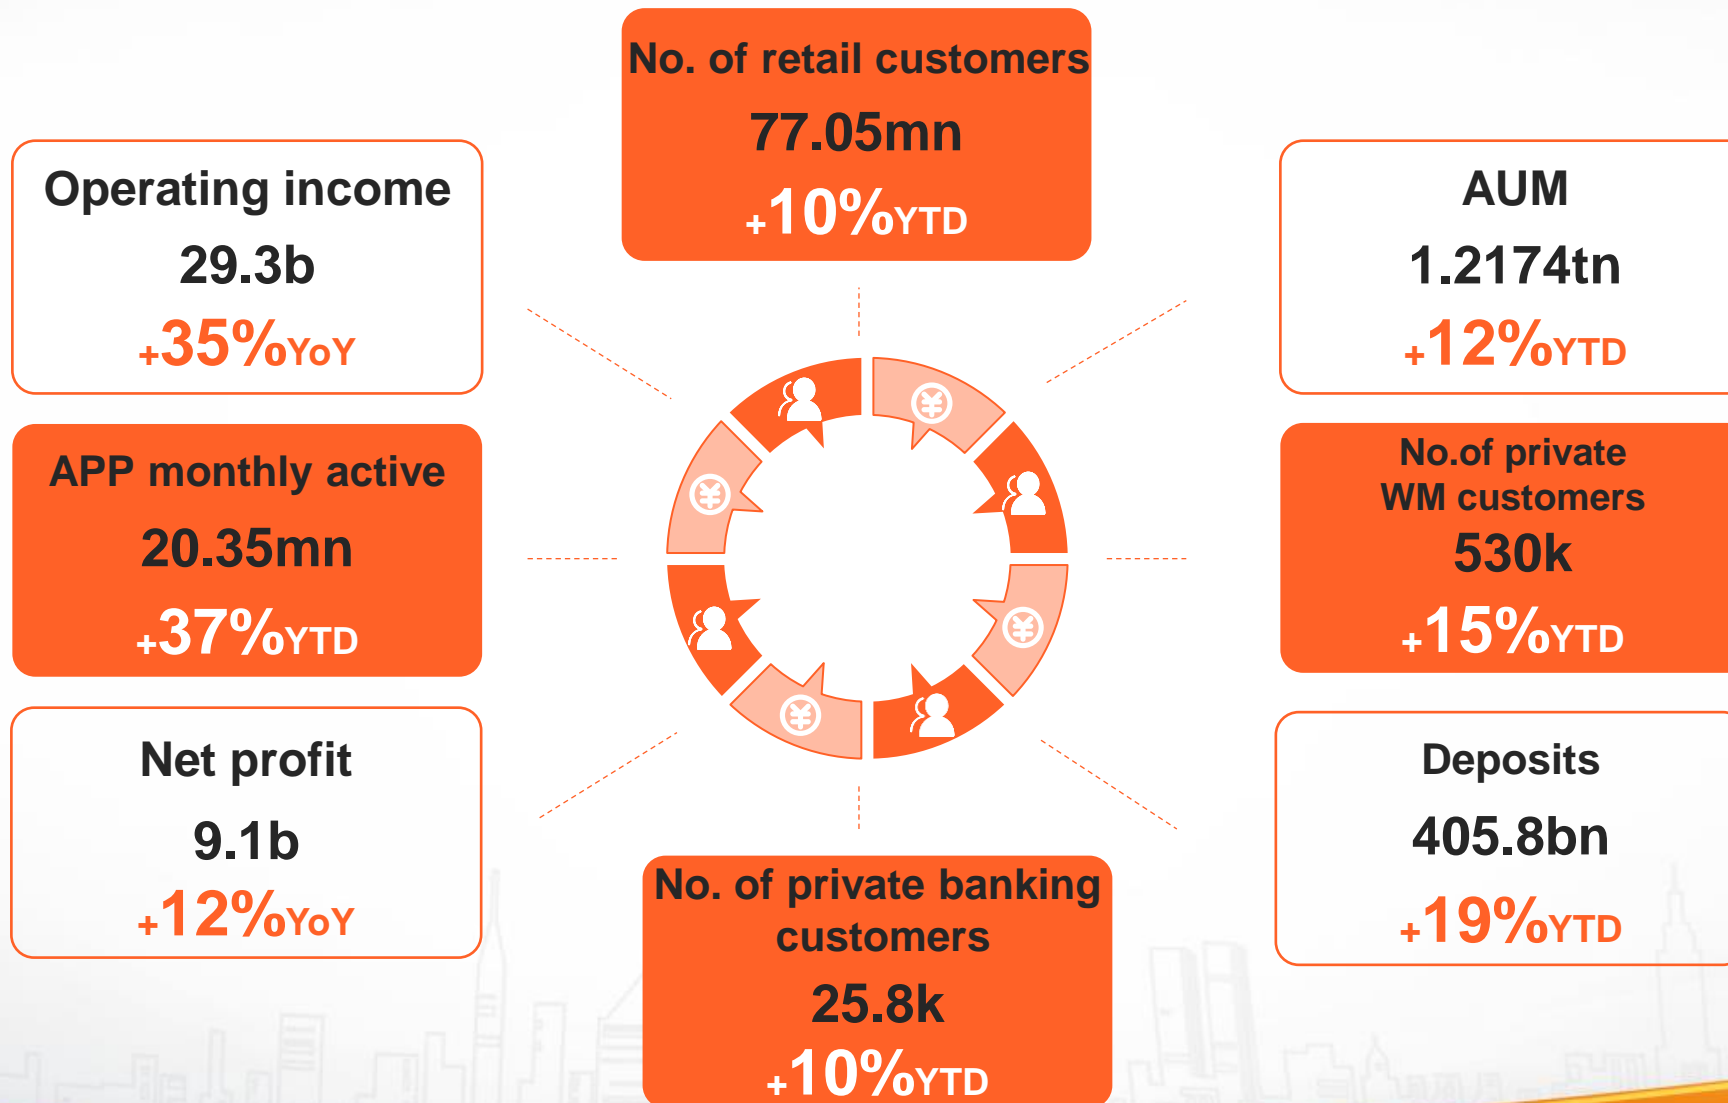 No. of retail customers
77.05mn
+10%YTD
Operating income
29.3b
+35%YoY
AUM
1.2174tn
+12%YTD
APP monthly active
20.35mn
+37%YTD
No.of private
WM customers
530k
+15%YTD
Net profit
9.1b
+12%YoY
Deposits
405.8bn
+19%YTD
No. of private banking
customers
25.8k
+10%YTD